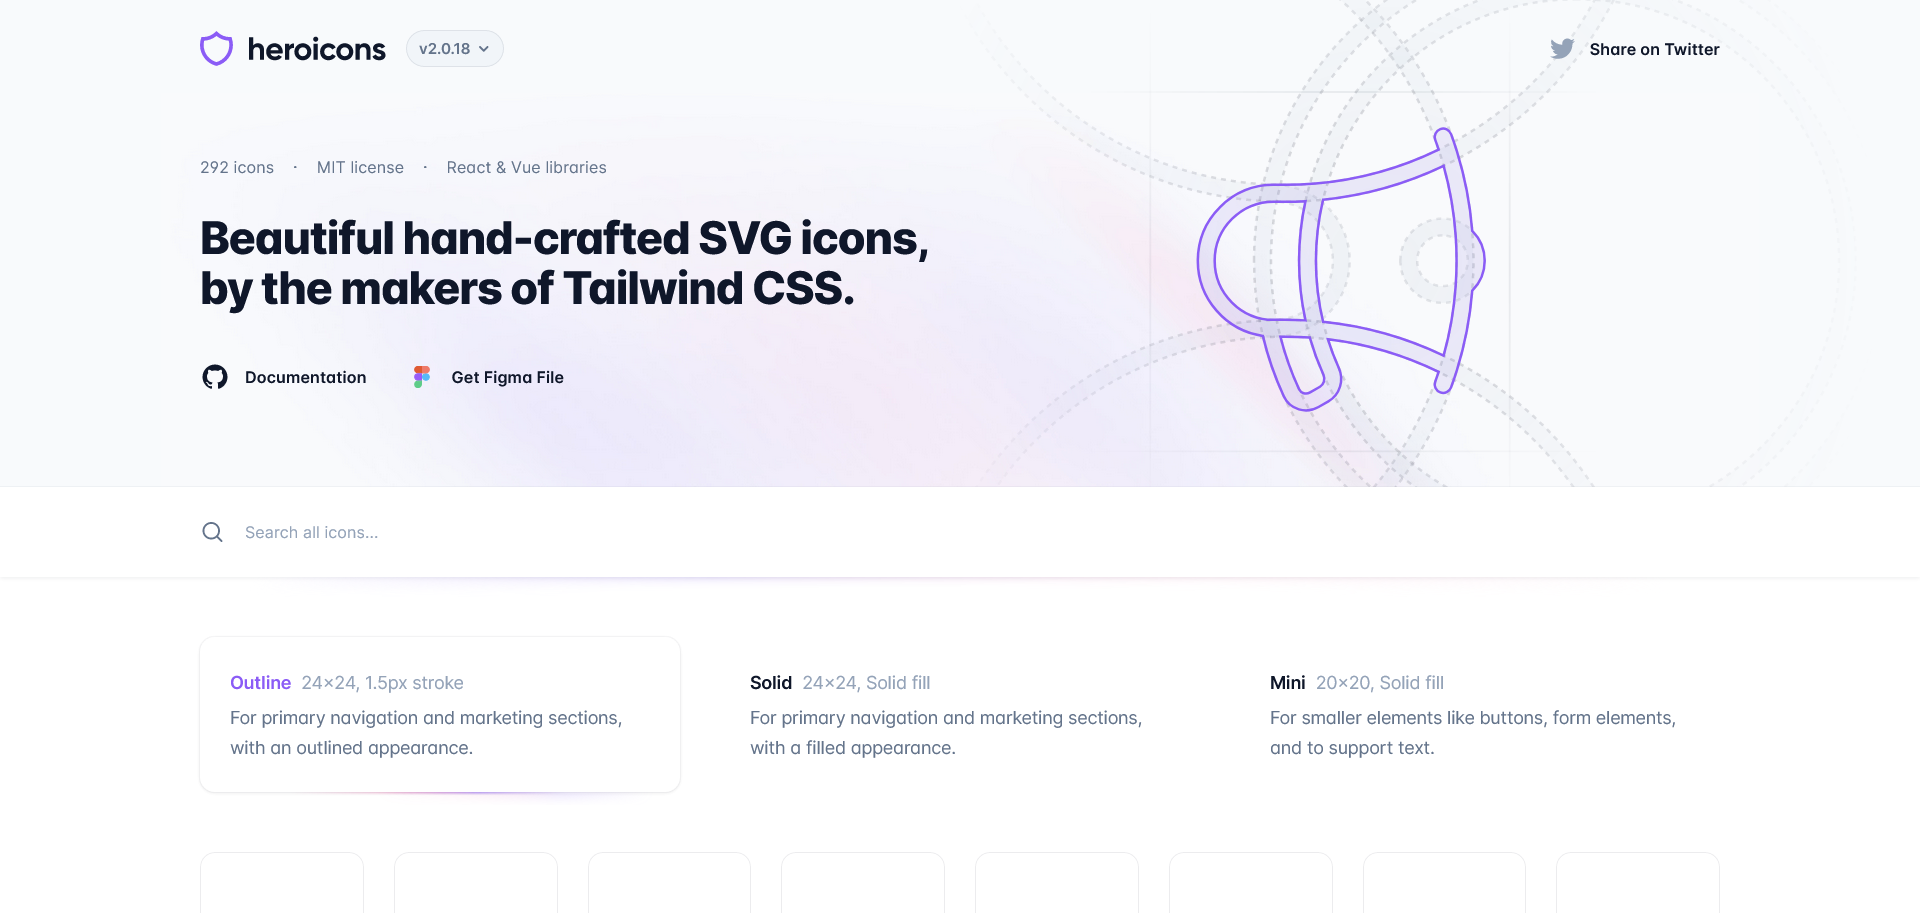 heroicons
v2.0.18
Share on Twitter
292 icons · MIT license · React & Vue libraries
Beautiful hand-crafted SVG icons,
by the makers of Tailwind CSS.
Documentation
Get Figma File
Search all icons...
Outline 24×24, 1.5px stroke
For primary navigation and marketing sections,
with an outlined appearance.
Solid 24×24, Solid fill
For primary navigation and marketing sections,
with a filled appearance.
Mini 20×20, Solid fill
For smaller elements like buttons, form elements,
and to support text.